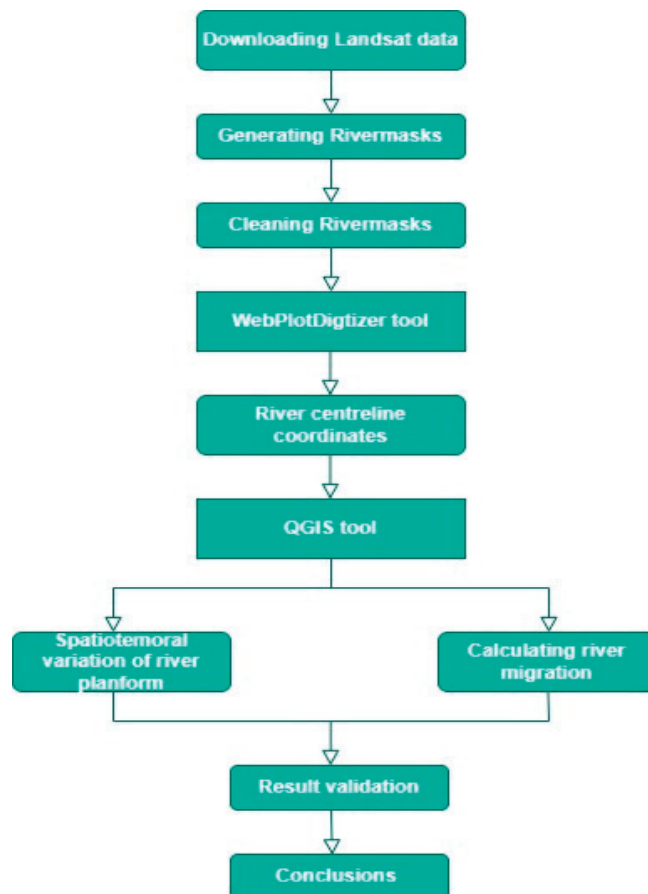 Downloading Landsat data
Generating Rivermasks
Cleaning Rivermasks
WebPlotDigtizer tool
River centreline
coordinates
QGIS tool
Spatiotemoral
variation of river
planform
Calculating river
migration
Result validation
Conclusions